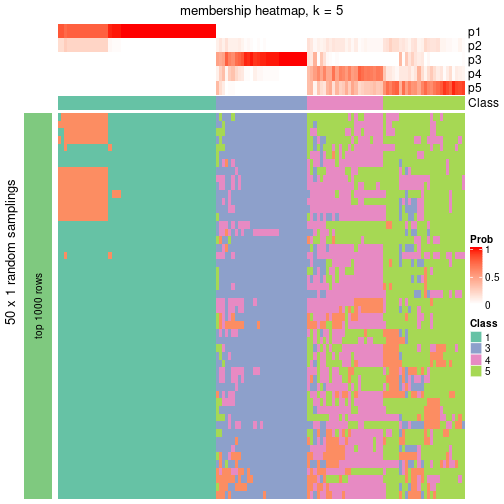 membership heatmap, k = 5
p1
p2
p3
p4
p5
Class
50 x 1 random samplings
top 1000 rows
Prob
1
0.5
0
Class
1
3
4
5